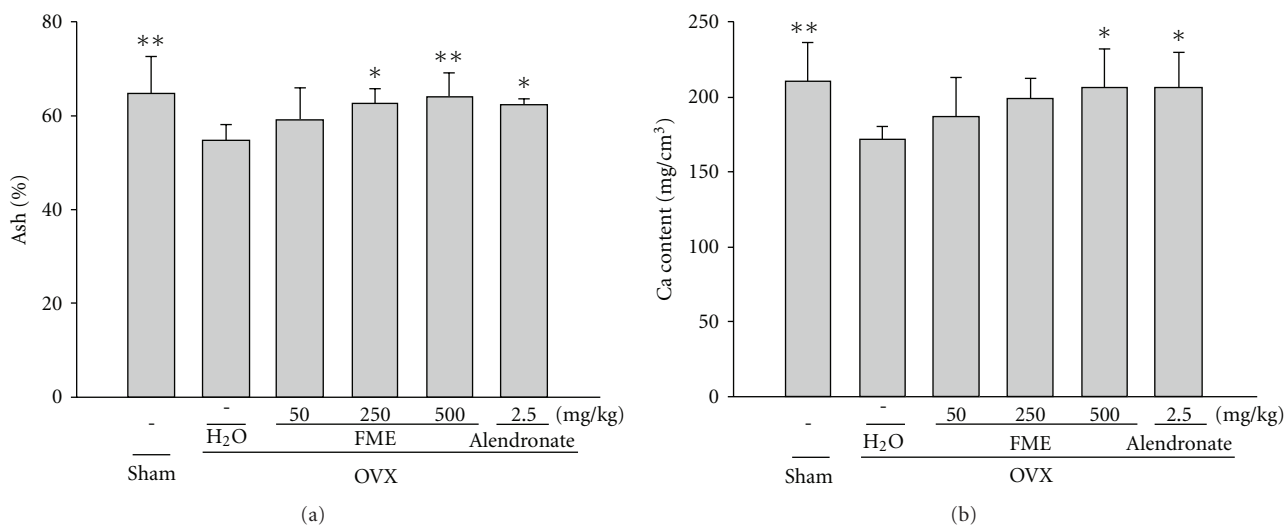 80
60
40
20
0
Ash (%)
** * ** *
- - 50 250 500 2.5 (mg/kg)
H₂O FME Alendronate
Sham OVX
(a)
250
200
150
100
50
0
Ca content (mg/cm³)
** * *
- - 50 250 500 2.5 (mg/kg)
H₂O FME Alendronate
Sham OVX
(b)